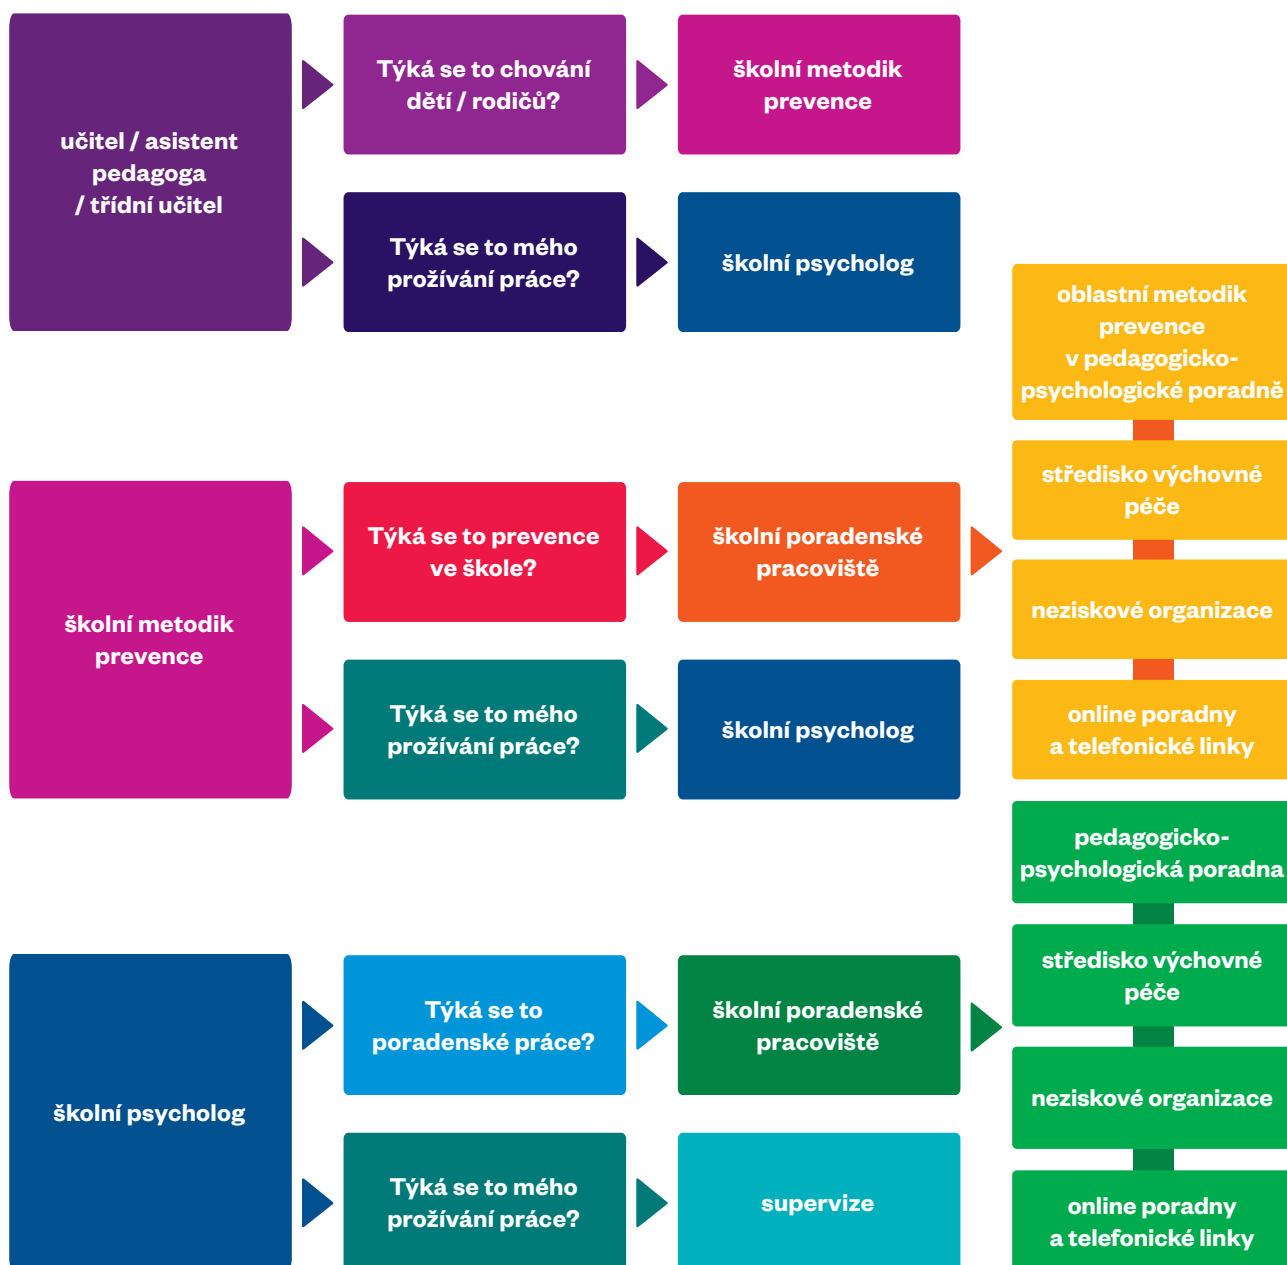 učitel / asistent
pedagoga
/ třídní učitel
Týká se to chování
dětí / rodičů?
školní metodik
prevence
Týká se to mého
prožívání práce?
školní psycholog
školní metodik
prevence
Týká se to prevence
ve škole?
školní poradenské
pracoviště
oblastní metodik
prevence
v pedagogicko-
psychologické poradně
středisko výchovné
péče
neziskové organizace
online poradny
a telefonické linky
Týká se to mého
prožívání práce?
školní psycholog
školní psycholog
Týká se to
poradenské práce?
školní poradenské
pracoviště
pedagogicko-
psychologická poradna
středisko výchovné
péče
neziskové organizace
online poradny
a telefonické linky
Týká se to mého
prožívání práce?
supervize